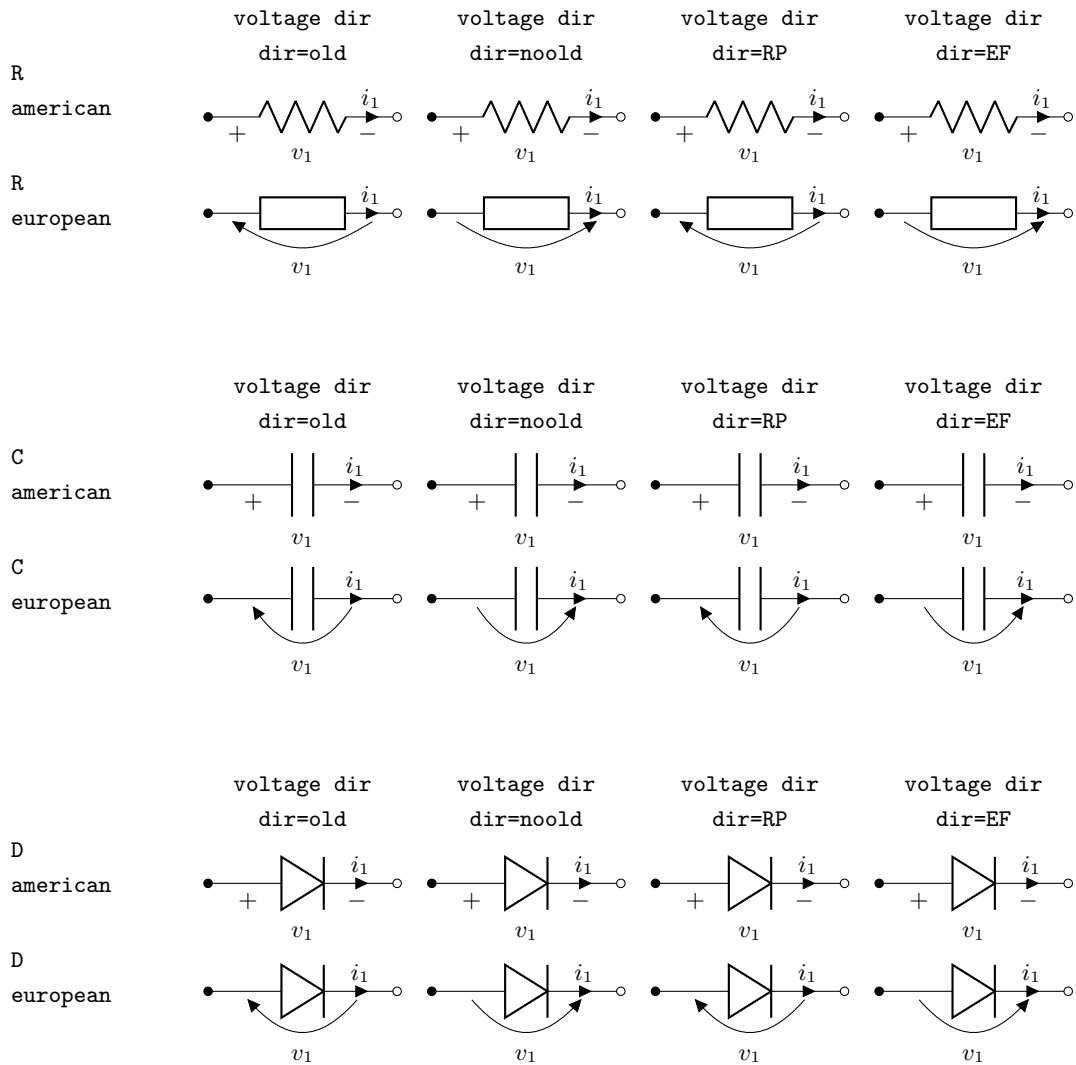 voltage dir voltage dir voltage dir voltage dir
dir=old dir=noold dir=RP dir=EF
R
american
i₁ i₁ i₁ i₁
+ − + − + − + −
v₁ v₁ v₁ v₁
R
european
i₁ i₁ i₁ i₁
v₁ v₁ v₁ v₁
voltage dir voltage dir voltage dir voltage dir
dir=old dir=noold dir=RP dir=EF
C
american
i₁ i₁ i₁ i₁
+ − + − + − + −
v₁ v₁ v₁ v₁
C
european
i₁ i₁ i₁ i₁
v₁ v₁ v₁ v₁
voltage dir voltage dir voltage dir voltage dir
dir=old dir=noold dir=RP dir=EF
D
american
i₁ i₁ i₁ i₁
+ − + − + − + −
v₁ v₁ v₁ v₁
D
european
i₁ i₁ i₁ i₁
v₁ v₁ v₁ v₁